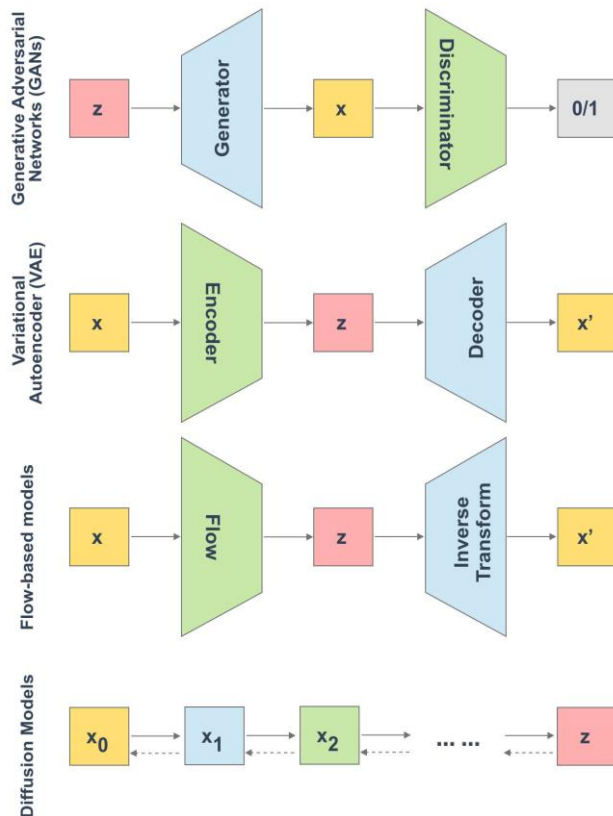 Generative Adversarial
Networks (GANs)
z
Generator
x
Discriminator
0/1
Variational
Autoencoder (VAE)
x
Encoder
z
Decoder
x'
Flow-based models
x
Flow
z
Inverse
Transform
x'
Diffusion Models
x0
x1
x2
... ...
z